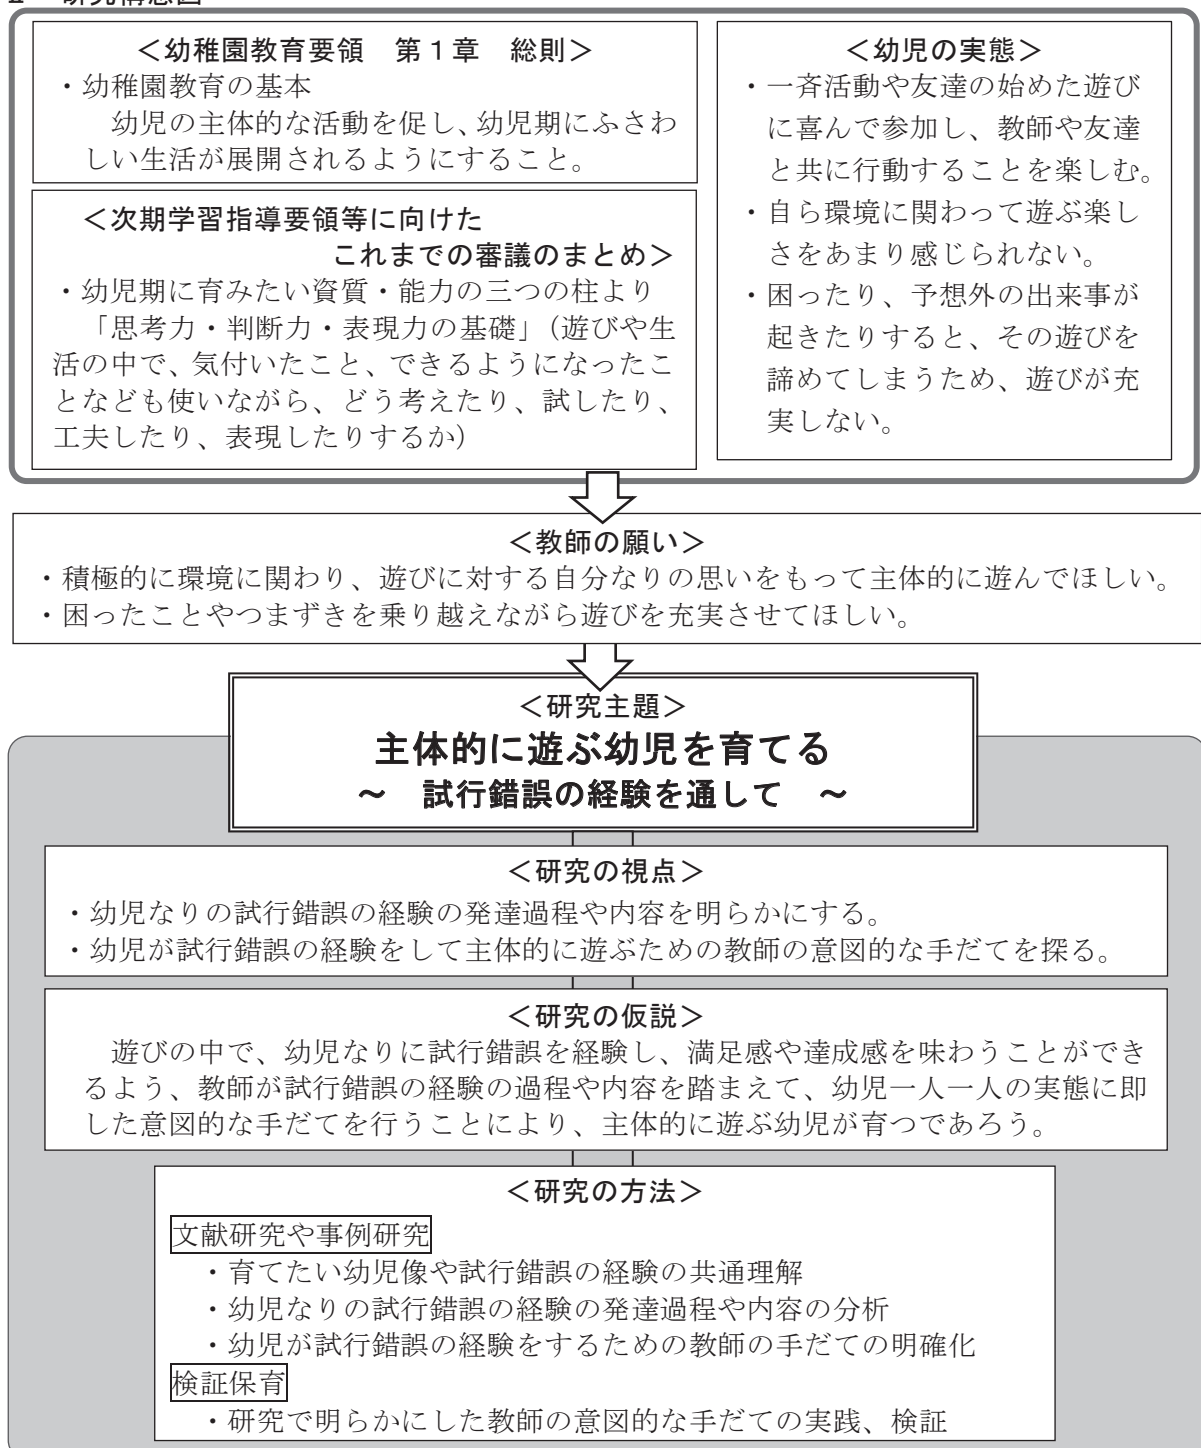 ＜幼稚園教育要領　第１章　総則＞
・幼稚園教育の基本
幼児の主体的な活動を促し、幼児期にふさわ
しい生活が展開されるようにすること。
＜次期学習指導要領等に向けた
これまでの審議のまとめ＞
・幼児期に育みたい資質・能力の三つの柱より
「思考力・判断力・表現力の基礎」（遊びや生
活の中で、気付いたこと、できるようになったこ
となども使いながら、どう考えたり、試したり、
工夫したり、表現したりするか）
＜幼児の実態＞
・一斉活動や友達の始めた遊び
に喜んで参加し、教師や友達
と共に行動することを楽しむ。
・自ら環境に関わって遊ぶ楽し
さをあまり感じられない。
・困ったり、予想外の出来事が
起きたりすると、その遊びを
諦めてしまうため、遊びが充
実しない。
＜教師の願い＞
・積極的に環境に関わり、遊びに対する自分なりの思いをもって主体的に遊んでほしい。
・困ったことやつまずきを乗り越えながら遊びを充実させてほしい。
＜研究主題＞
主体的に遊ぶ幼児を育てる
～　試行錯誤の経験を通して　～
＜研究の視点＞
・幼児なりの試行錯誤の経験の発達過程や内容を明らかにする。
・幼児が試行錯誤の経験をして主体的に遊ぶための教師の意図的な手だてを探る。
＜研究の仮説＞
遊びの中で、幼児なりに試行錯誤を経験し、満足感や達成感を味わうことができ
るよう、教師が試行錯誤の経験の過程や内容を踏まえて、幼児一人一人の実態に即
した意図的な手だてを行うことにより、主体的に遊ぶ幼児が育つであろう。
＜研究の方法＞
文献研究や事例研究
・育てたい幼児像や試行錯誤の経験の共通理解
・幼児なりの試行錯誤の経験の発達過程や内容の分析
・幼児が試行錯誤の経験をするための教師の手だての明確化
検証保育
・研究で明らかにした教師の意図的な手だての実践、検証